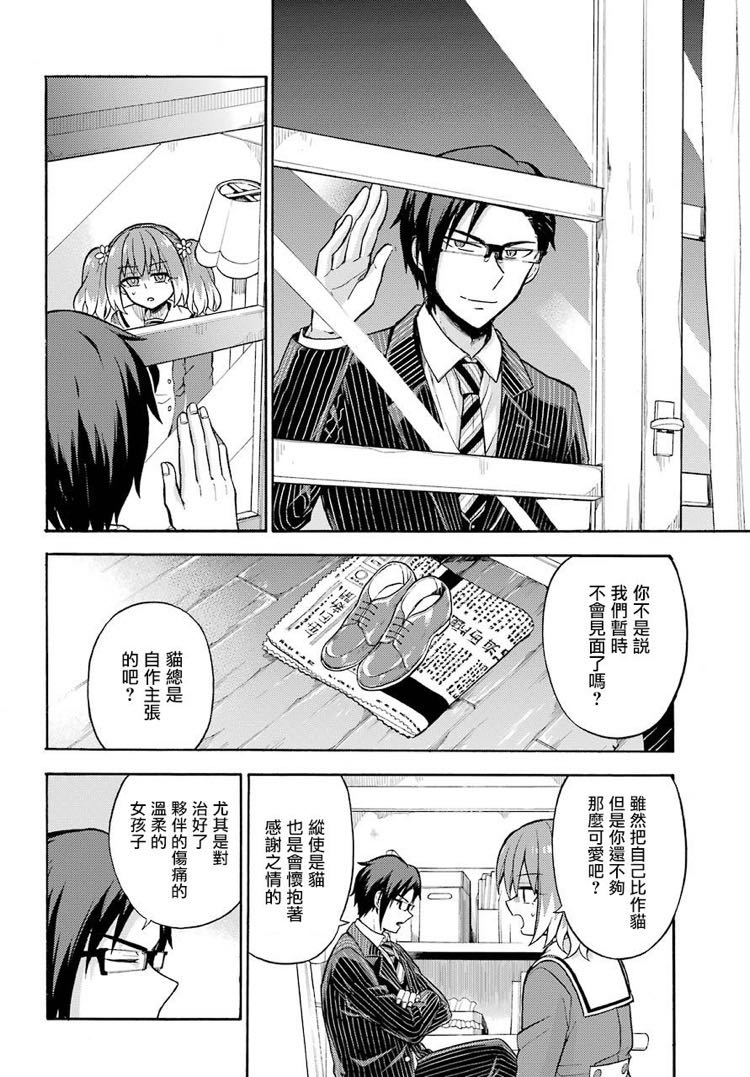 你不是說
我們暫時
不會見面了嗎？
貓總是
自作主張
的吧？
雖然把自己比作貓
但是你還不夠
那麼可愛吧？
縱使是貓
也是會懷抱著
感謝之情的
尤其是對
治好了
夥伴的傷痛的
溫柔的
女孩子